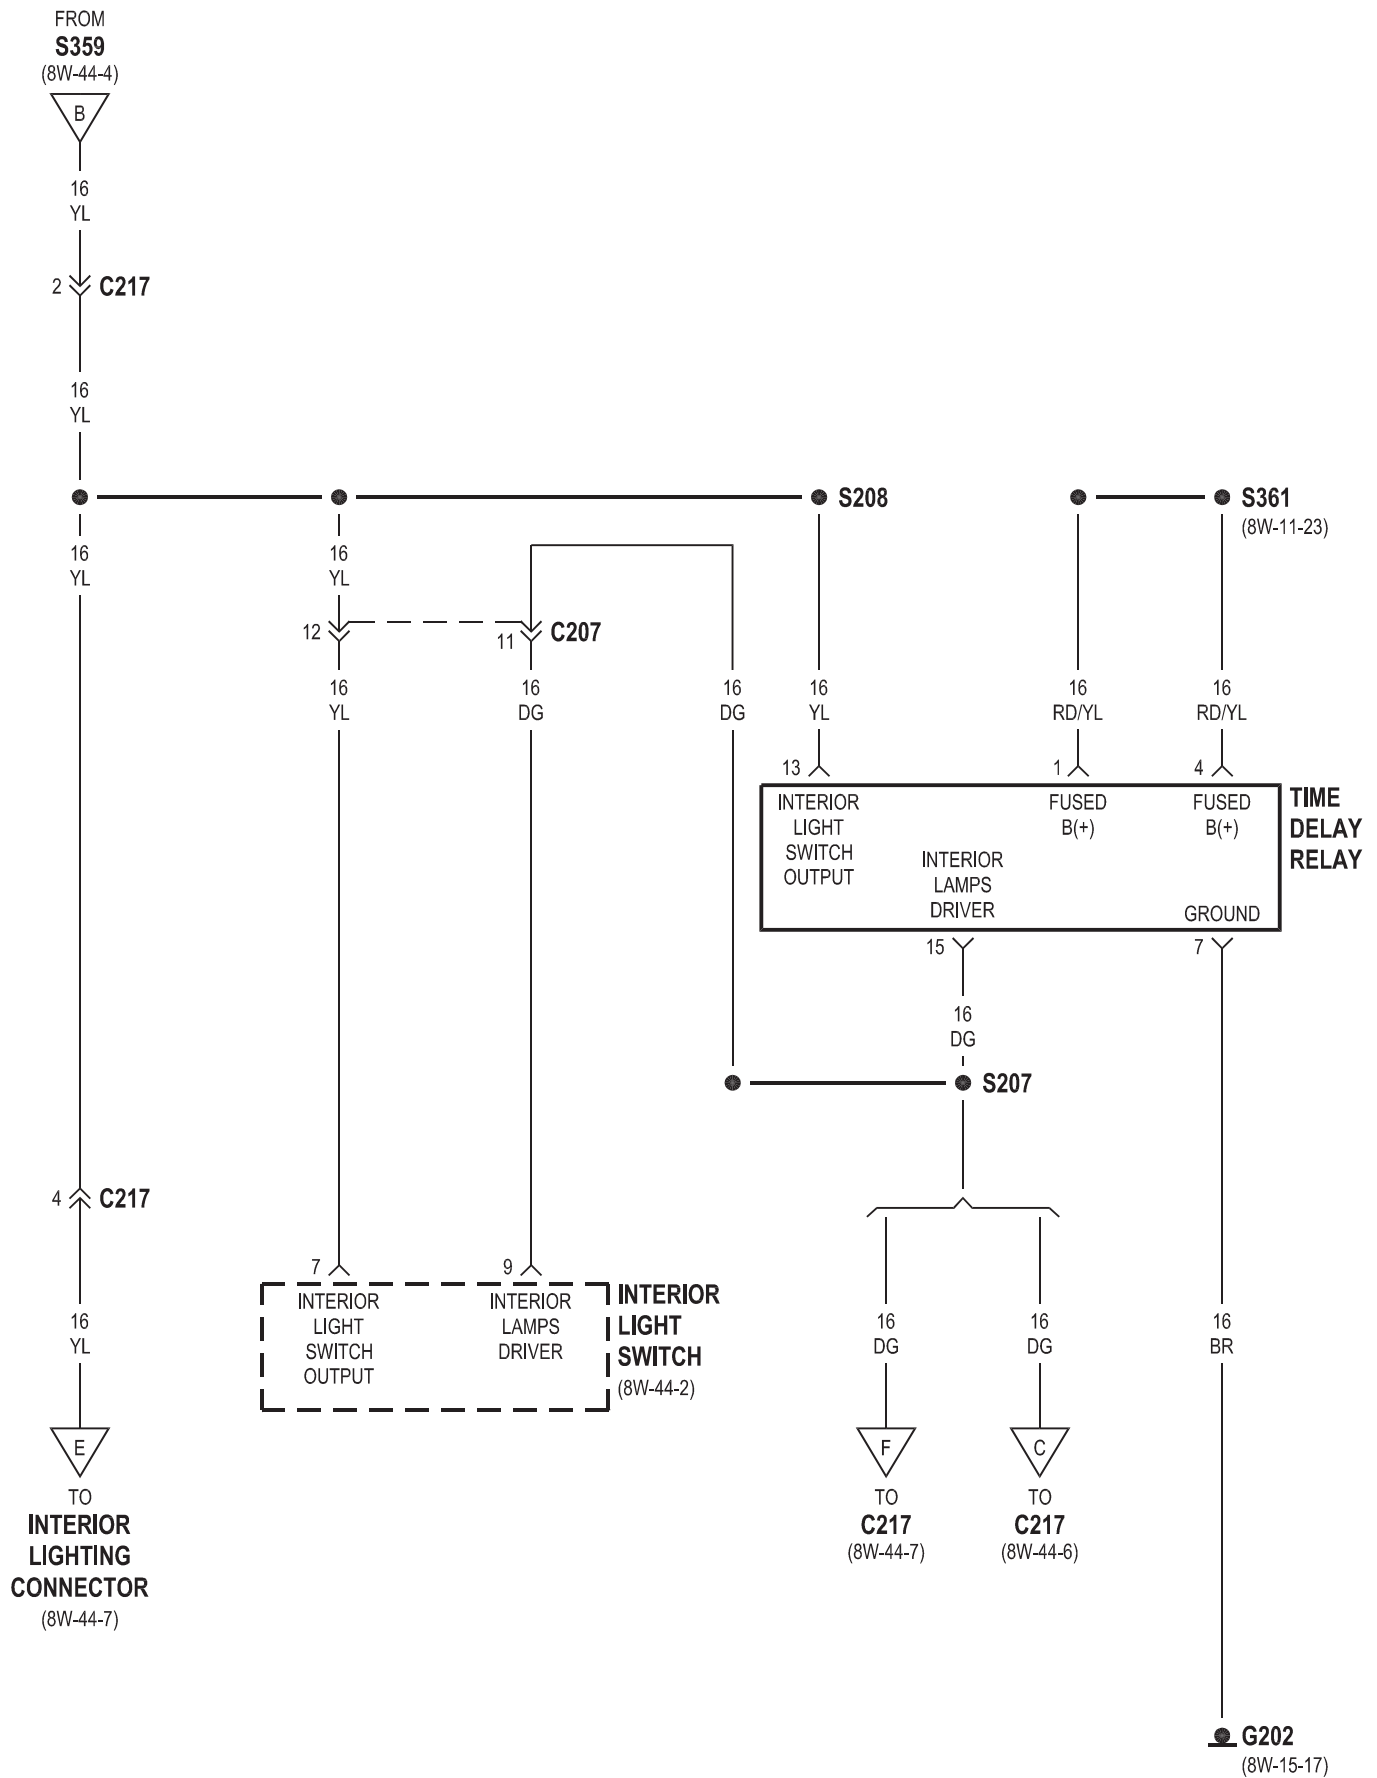 FROM
S359
(8W-44-4)
B
16
YL
2
C217
16
YL
S208
S361
(8W-11-23)
16
YL
16
YL
12
11
C207
16
YL
16
DG
16
DG
16
YL
16
RD/YL
16
RD/YL
13
1
4
INTERIOR
LIGHT
SWITCH
OUTPUT
FUSED
B(+)
FUSED
B(+)
TIME
DELAY
RELAY
INTERIOR
LAMPS
DRIVER
GROUND
15
7
16
DG
S207
4
C217
7
9
INTERIOR
LIGHT
SWITCH
OUTPUT
INTERIOR
LAMPS
DRIVER
INTERIOR
LIGHT
SWITCH
(8W-44-2)
16
YL
16
DG
16
DG
16
BR
E
TO
INTERIOR
LIGHTING
CONNECTOR
(8W-44-7)
F
TO
C217
(8W-44-7)
C
TO
C217
(8W-44-6)
G202
(8W-15-17)